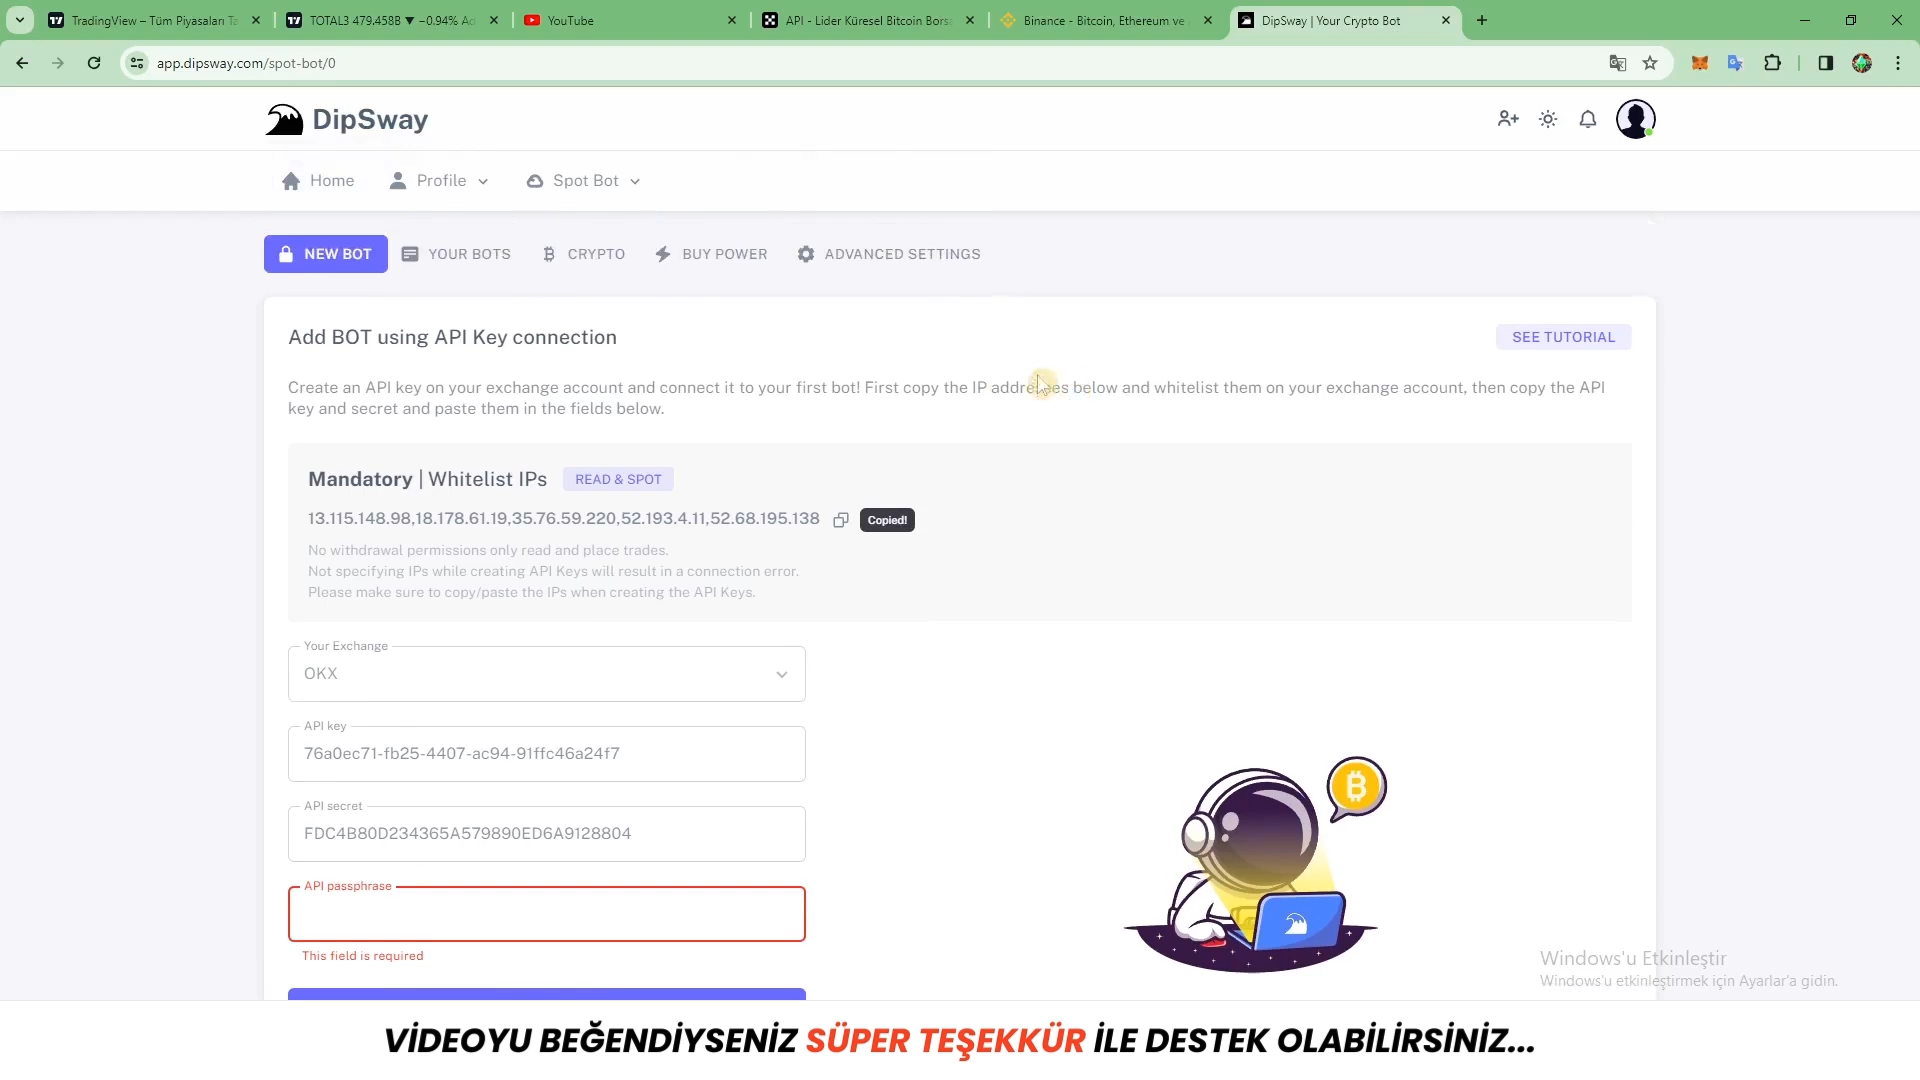 TradingView – Tüm Piyasaları Ta
TOTAL3 479.458B ▼ −0.94% Ad
YouTube
API - Lider Küresel Bitcoin Bors
Binance - Bitcoin, Ethereum ve
DipSway | Your Crypto Bot
app.dipsway.com/spot-bot/0
DipSway
Home
Profile
Spot Bot
NEW BOT
YOUR BOTS
CRYPTO
BUY POWER
ADVANCED SETTINGS
Add BOT using API Key connection
SEE TUTORIAL
Create an API key on your exchange account and connect it to your first bot! First copy the IP addresses below and whitelist them on your exchange account, then copy the API
key and secret and paste them in the fields below.
Mandatory | Whitelist IPs READ & SPOT
13.115.148.98,18.178.61.19,35.76.59.220,52.193.4.11,52.68.195.138 Copied!
No withdrawal permissions only read and place trades.
Not specifying IPs while creating API Keys will result in a connection error.
Please make sure to copy/paste the IPs when creating the API Keys.
Your Exchange
OKX
API key
76a0ec71-fb25-4407-ac94-91ffc46a24f7
API secret
FDC4B80D234365A579890ED6A9128804
API passphrase
This field is required
Windows'u Etkinleştir
Windows'u etkinleştirmek için Ayarlar'a gidin.
VİDEOYU BEĞENDİYSENİZ SÜPER TEŞEKKÜR İLE DESTEK OLABİLİRSİNİZ...